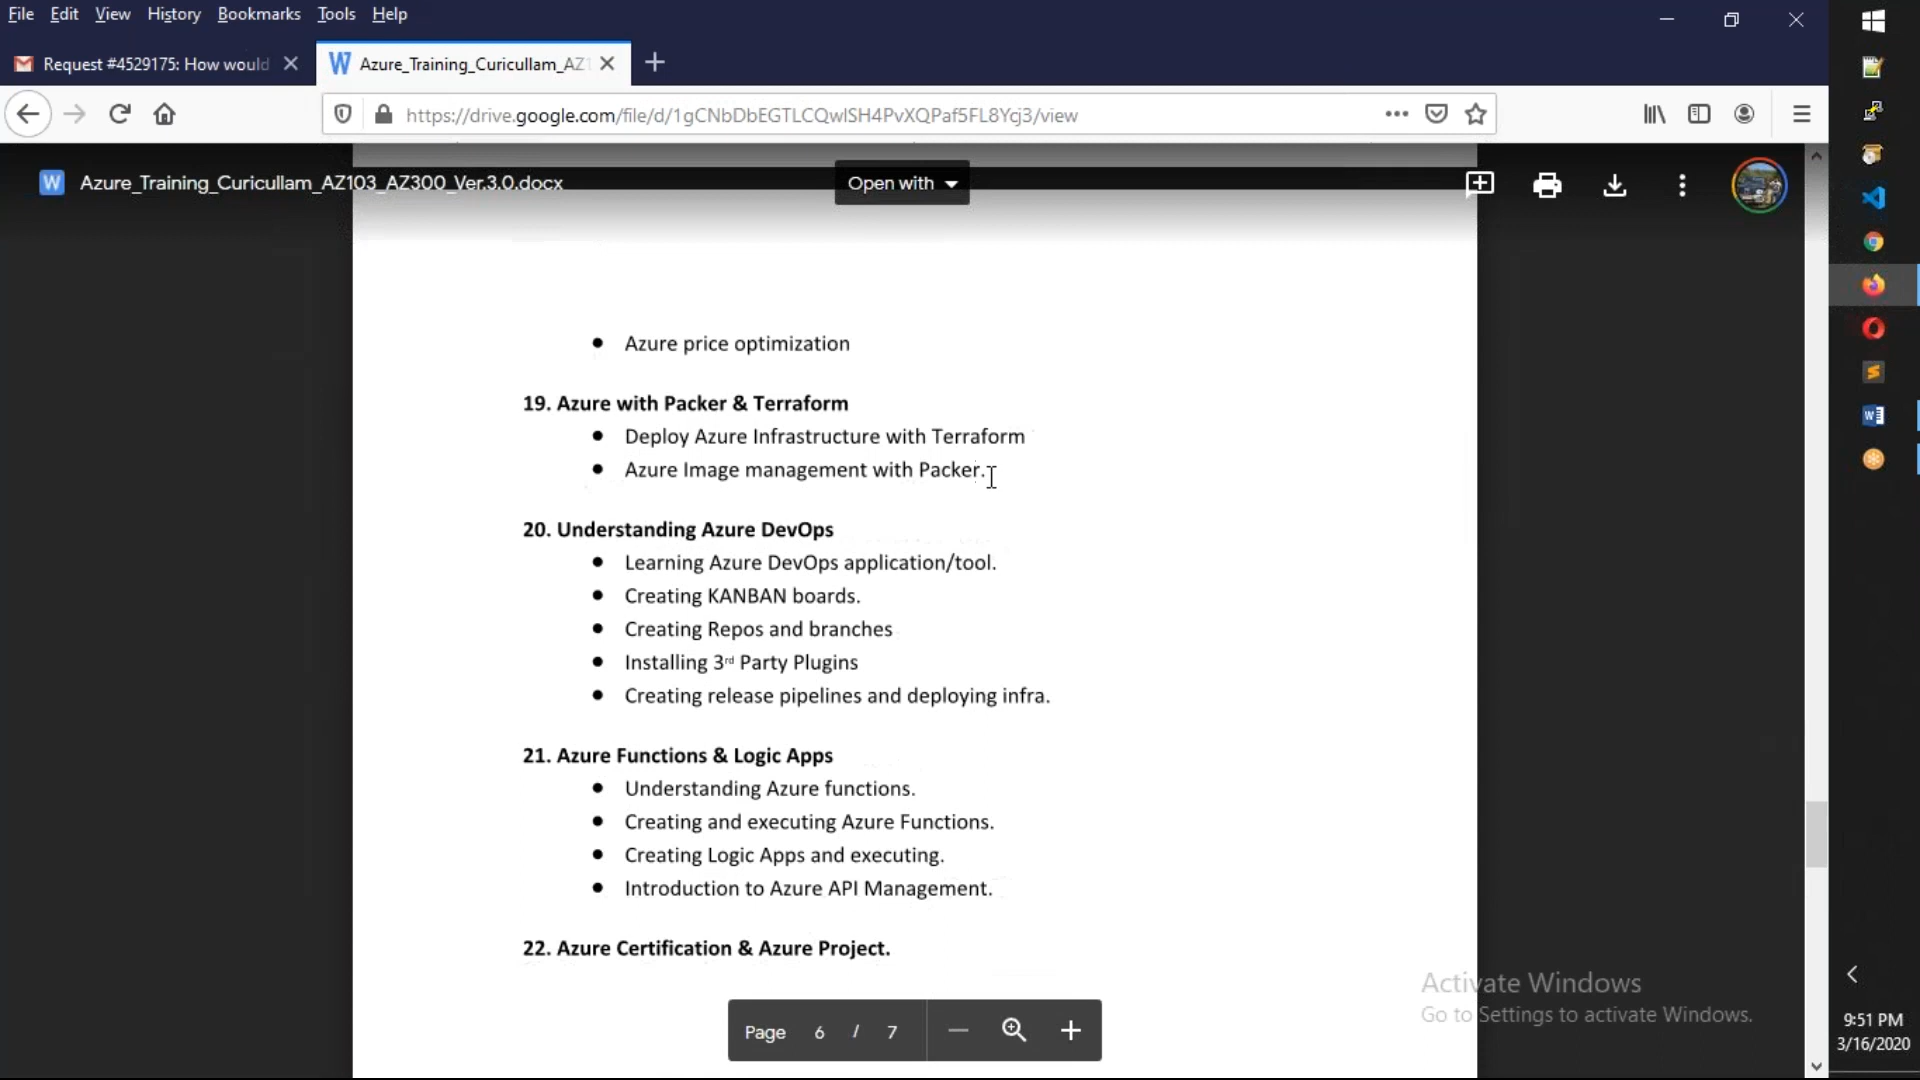 File Edit View History Bookmarks Tools Help
Request #4529175: How would
Azure_Training_Curicullam_AZ1
https://drive.google.com/file/d/1gCNbDbEGTLCQwlSH4PvXQPaf5FL8Ycj3/view
Azure_Training_Curicullam_AZ103_AZ300_Ver.3.0.docx
Open with
• Azure price optimization
19. Azure with Packer & Terraform
• Deploy Azure Infrastructure with Terraform
• Azure Image management with Packer.
20. Understanding Azure DevOps
• Learning Azure DevOps application/tool.
• Creating KANBAN boards.
• Creating Repos and branches
• Installing 3rd Party Plugins
• Creating release pipelines and deploying infra.
21. Azure Functions & Logic Apps
• Understanding Azure functions.
• Creating and executing Azure Functions.
• Creating Logic Apps and executing.
• Introduction to Azure API Management.
22. Azure Certification & Azure Project.
Activate Windows
Go to Settings to activate Windows.
Page 6 / 7
9:51 PM
3/16/2020